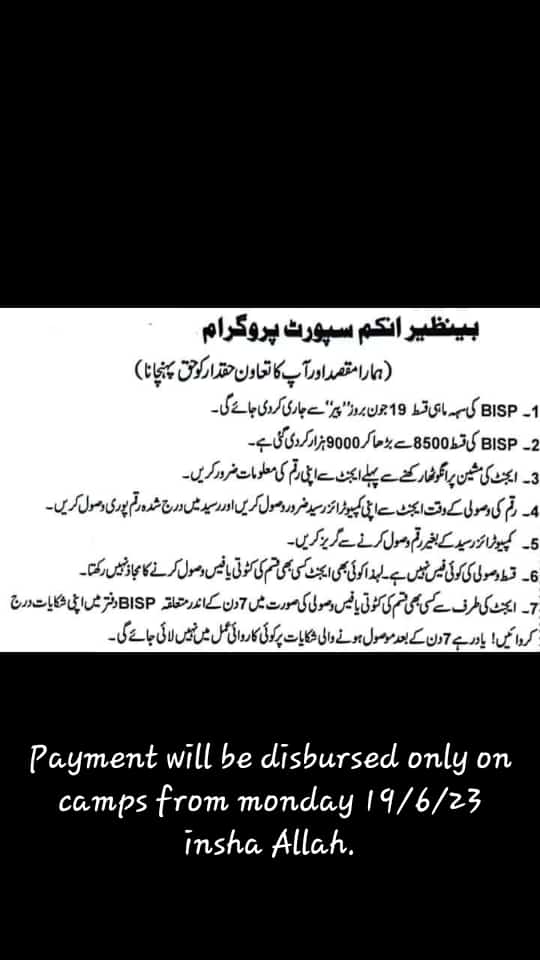 بینظیر انکم سپورٹ پروگرام
(ہمارا مقصد اور آپ کا تعاون حقدار کو حق پہنچانا)
1۔ BISP کی سہ ماہی قسط 19 جون بروز "پیر" سے جاری کردی جائے گی۔
2۔ BISP کی قسط 8500 سے بڑھا کر 9000 ہزار کردی گئی ہے۔
3۔ ایجنٹ کی مشین پر انگوٹھا رکھنے سے پہلے ایجنٹ سے اپنی رقم کی معلومات ضرور کریں۔
4۔ رقم کی وصولی کے وقت ایجنٹ سے اپنی کمپیوٹرائز رسید ضرور وصول کریں اور رسید میں درج شدہ رقم پوری وصول کریں۔
5۔ کمپیوٹرائز رسید کے بغیر رقم وصول کرنے سے گریز کریں۔
6۔ قسط وصولی کی کوئی فیس نہیں ہے۔ لہذا کوئی بھی ایجنٹ کسی بھی قسم کی کٹوتی یا فیس وصول کرنے کا مجاز نہیں رکھتا۔
7۔ ایجنٹ کی طرف سے کسی بھی قسم کی کٹوتی یا فیس وصولی کی صورت میں 7 دن کے اندر متعلقہ BISP دفتر میں اپنی شکایات درج
کروائیں! یاد رہے 7 دن کے بعد موصول ہونے والی شکایات پر کوئی کاروائی عمل میں نہیں لائی جائے گی۔
Payment will be disbursed only on
camps from monday 19/6/23
insha Allah.